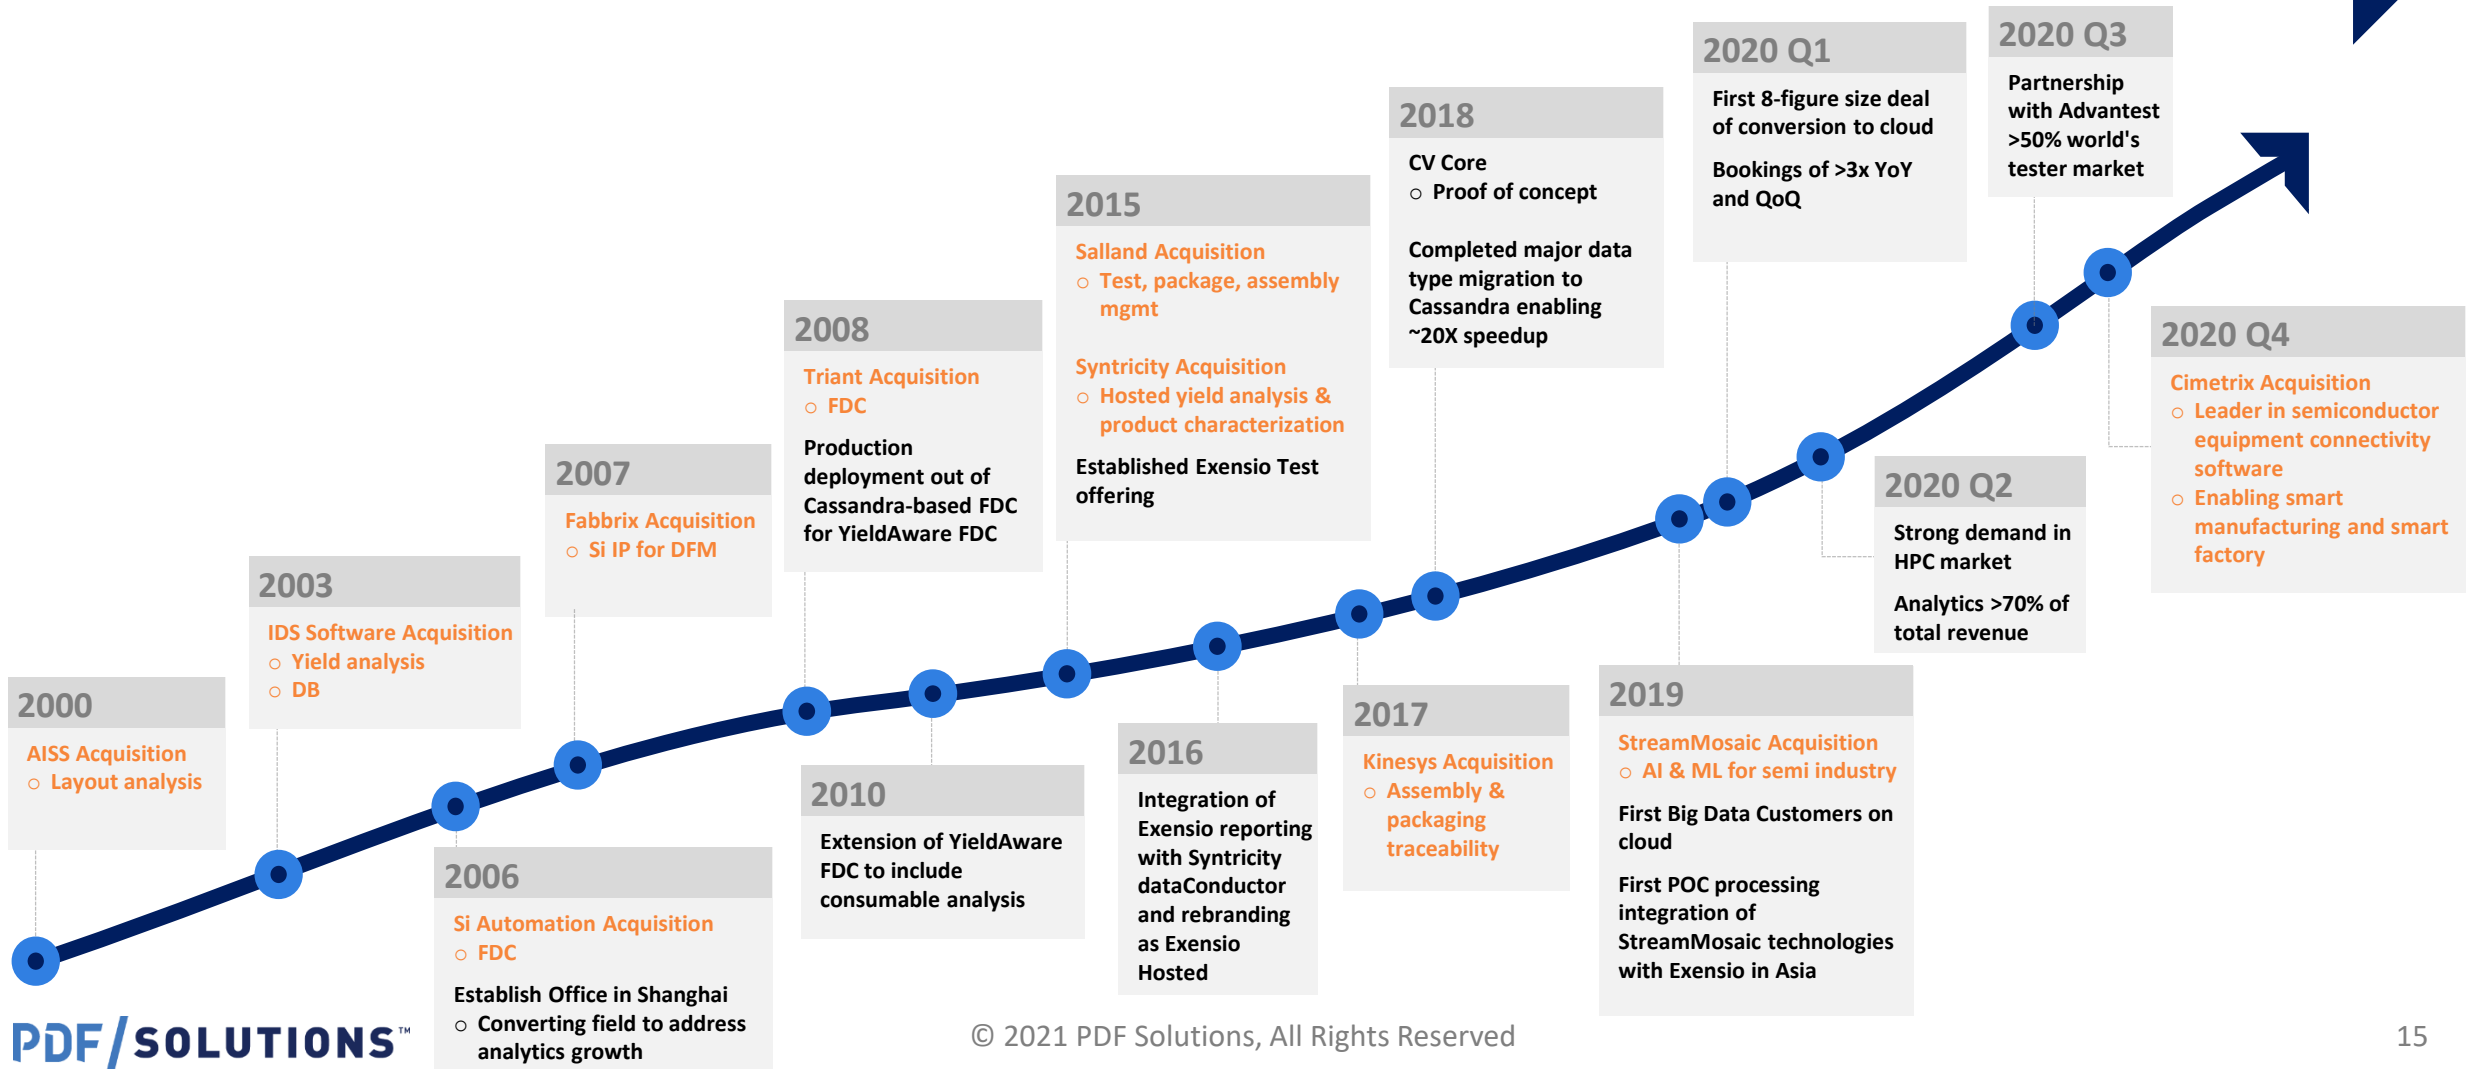 2000
AISS Acquisition
○ Layout analysis
2003
IDS Software Acquisition
○ Yield analysis
○ DB
2006
Si Automation Acquisition
○ FDC
Establish Office in Shanghai
○ Converting field to address
analytics growth
2007
Fabbrix Acquisition
○ Si IP for DFM
2008
Triant Acquisition
○ FDC
Production
deployment out of
Cassandra-based FDC
for YieldAware FDC
2010
Extension of YieldAware
FDC to include
consumable analysis
2015
Salland Acquisition
○ Test, package, assembly
mgmt
Syntricity Acquisition
○ Hosted yield analysis &
product characterization
Established Exensio Test
offering
2016
Integration of
Exensio reporting
with Syntricity
dataConductor
and rebranding
as Exensio
Hosted
2017
Kinesys Acquisition
○ Assembly &
packaging
traceability
2018
CV Core
○ Proof of concept
Completed major data
type migration to
Cassandra enabling
~20X speedup
2019
StreamMosaic Acquisition
○ AI & ML for semi industry
First Big Data Customers on
cloud
First POC processing
integration of
StreamMosaic technologies
with Exensio in Asia
2020 Q1
First 8-figure size deal
of conversion to cloud
Bookings of >3x YoY
and QoQ
2020 Q2
Strong demand in
HPC market
Analytics >70% of
total revenue
2020 Q3
Partnership
with Advantest
>50% world's
tester market
2020 Q4
Cimetrix Acquisition
○ Leader in semiconductor
equipment connectivity
software
○ Enabling smart
manufacturing and smart
factory
PDF/SOLUTIONS™
© 2021 PDF Solutions, All Rights Reserved
15